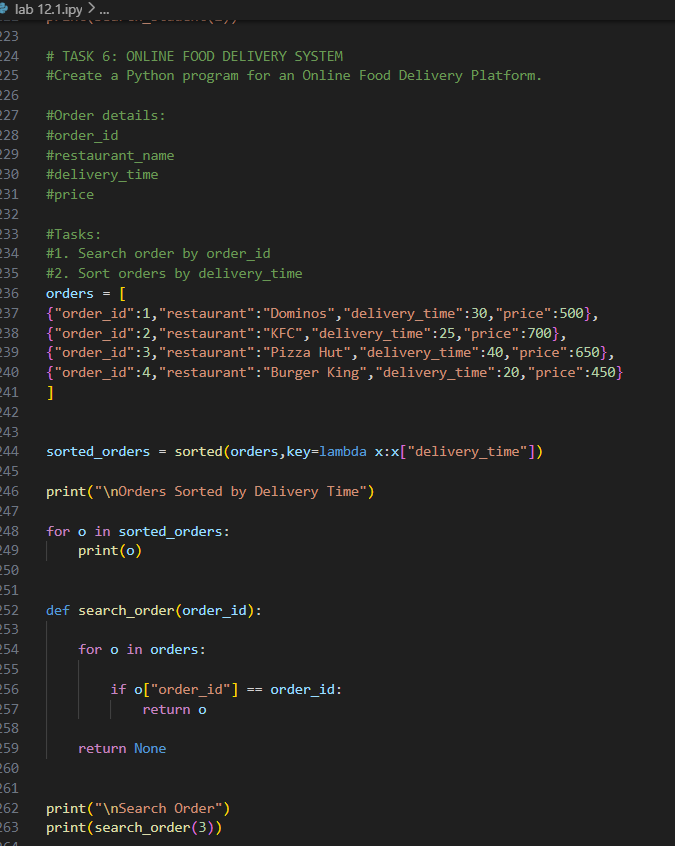 lab 12.1.ipy > ...
223
224 # TASK 6: ONLINE FOOD DELIVERY SYSTEM
225 #Create a Python program for an Online Food Delivery Platform.
226
227 #Order details:
228 #order_id
229 #restaurant_name
230 #delivery_time
231 #price
232
233 #Tasks:
234 #1. Search order by order_id
235 #2. Sort orders by delivery_time
236 orders = [
237 {"order_id":1,"restaurant":"Dominos","delivery_time":30,"price":500},
238 {"order_id":2,"restaurant":"KFC","delivery_time":25,"price":700},
239 {"order_id":3,"restaurant":"Pizza Hut","delivery_time":40,"price":650},
240 {"order_id":4,"restaurant":"Burger King","delivery_time":20,"price":450}
241 ]
242
243
244 sorted_orders = sorted(orders,key=lambda x:x["delivery_time"])
245
246 print("\nOrders Sorted by Delivery Time")
247
248 for o in sorted_orders:
249     print(o)
250
251
252 def search_order(order_id):
253
254     for o in orders:
255
256         if o["order_id"] == order_id:
257             return o
258
259     return None
260
261
262 print("\nSearch Order")
263 print(search_order(3))